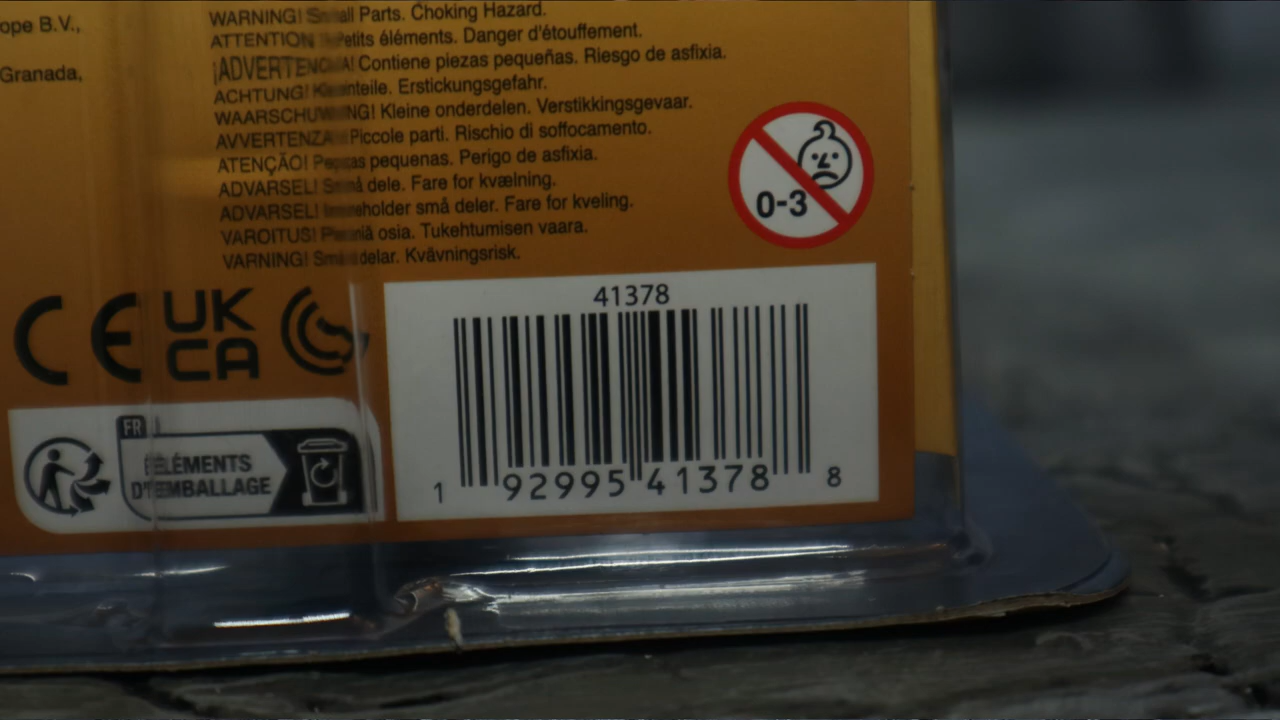 ope B.V.,
Granada,
WARNING! Small Parts. Choking Hazard.
ATTENTION Petits éléments. Danger d'étouffement.
¡ADVERTENCIA! Contiene piezas pequeñas. Riesgo de asfixia.
ACHTUNG! Kleinteile. Erstickungsgefahr.
WAARSCHUWING! Kleine onderdelen. Verstikkingsgevaar.
AVVERTENZA Piccole parti. Rischio di soffocamento.
ATENÇÃO! Peças pequenas. Perigo de asfixia.
ADVARSEL! Små dele. Fare for kvælning.
ADVARSEL! Inneholder små deler. Fare for kveling.
VAROITUS! Pieniä osia. Tukehtumisen vaara.
VARNING! Små delar. Kvävningsrisk.
0-3
CE
UK
CA
FR
ÉLÉMENTS
D'EMBALLAGE
41378
1 92995 41378 8